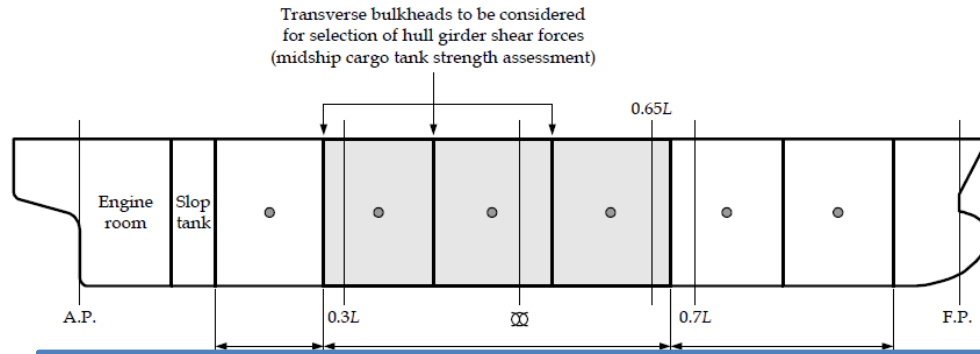 Transverse bulkheads to be considered
for selection of hull girder shear forces
(midship cargo tank strength assessment)
0.65L
Engine
room
Slop
tank
A.P.
0.3L
0.7L
F.P.